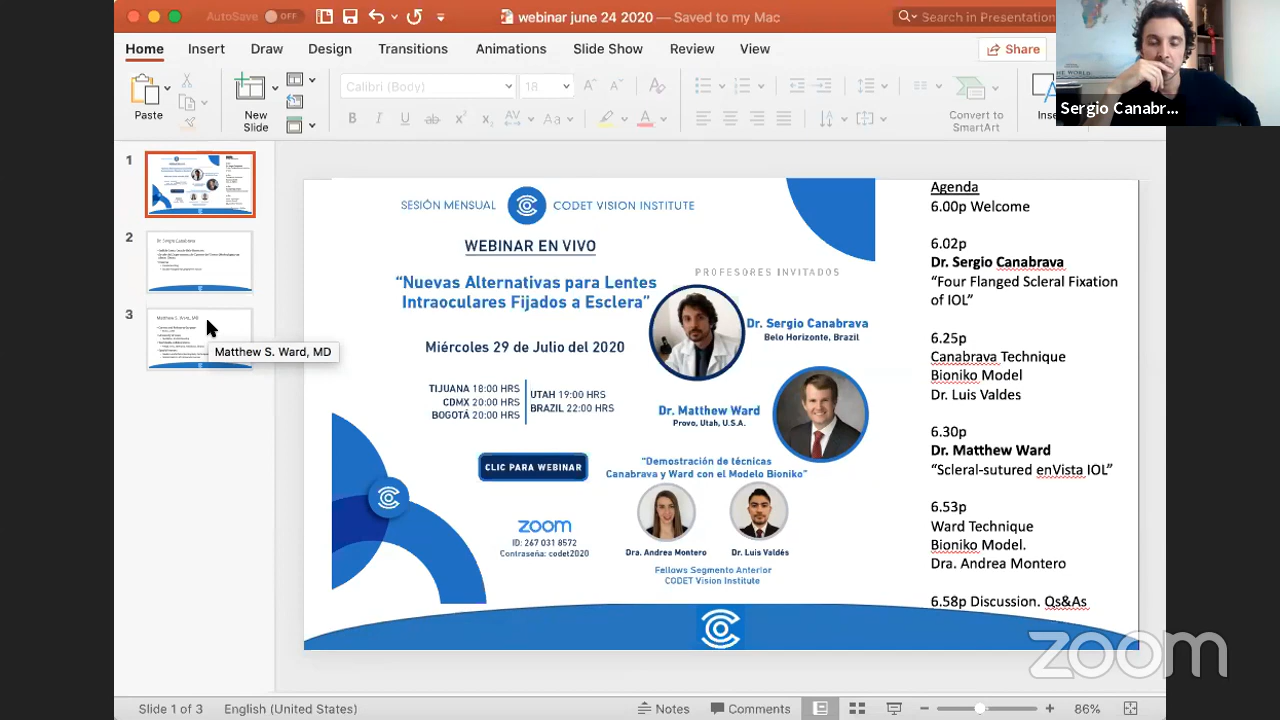 AutoSave OFF
webinar june 24 2020 — Saved to my Mac
Search in Presentation
Home Insert Draw Design Transitions Animations Slide Show Review View
Share
Paste
New
Slide
18
Convert to
SmartArt
Sergio Canabr...
1
2
Dr. Sergio Canabrava
3
Matthew S. Ward, MD
Matthew S. Ward, MD
SESIÓN MENSUAL CODET VISION INSTITUTE
WEBINAR EN VIVO
PROFESORES INVITADOS
“Nuevas Alternativas para Lentes
Intraoculares Fijados a Esclera”
Miércoles 29 de Julio del 2020
Dr. Sergio Canabrava
Belo Horizonte, Brazil
TIJUANA 18:00 HRS
CDMX 20:00 HRS
BOGOTÁ 20:00 HRS
UTAH 19:00 HRS
BRAZIL 22:00 HRS
Dr. Matthew Ward
Provo, Utah, U.S.A.
CLIC PARA WEBINAR
“Demostración de técnicas
Canabrava y Ward con el Modelo Bioniko”
zoom
ID: 267 031 8572
Contraseña: codet2020
Dra. Andrea Montero
Dr. Luis Valdés
Fellows Segmento Anterior
CODET Vision Institute
Agenda
6.00p Welcome
6.02p
Dr. Sergio Canabrava
“Four Flanged Scleral Fixation
of IOL”
6.25p
Canabrava Technique
Bioniko Model
Dr. Luis Valdes
6.30p
Dr. Matthew Ward
“Scleral-sutured enVista IOL”
6.53p
Ward Technique
Bioniko Model.
Dra. Andrea Montero
6.58p Discussion. Qs&As
zoom
Slide 1 of 3 English (United States)
Notes Comments
86%